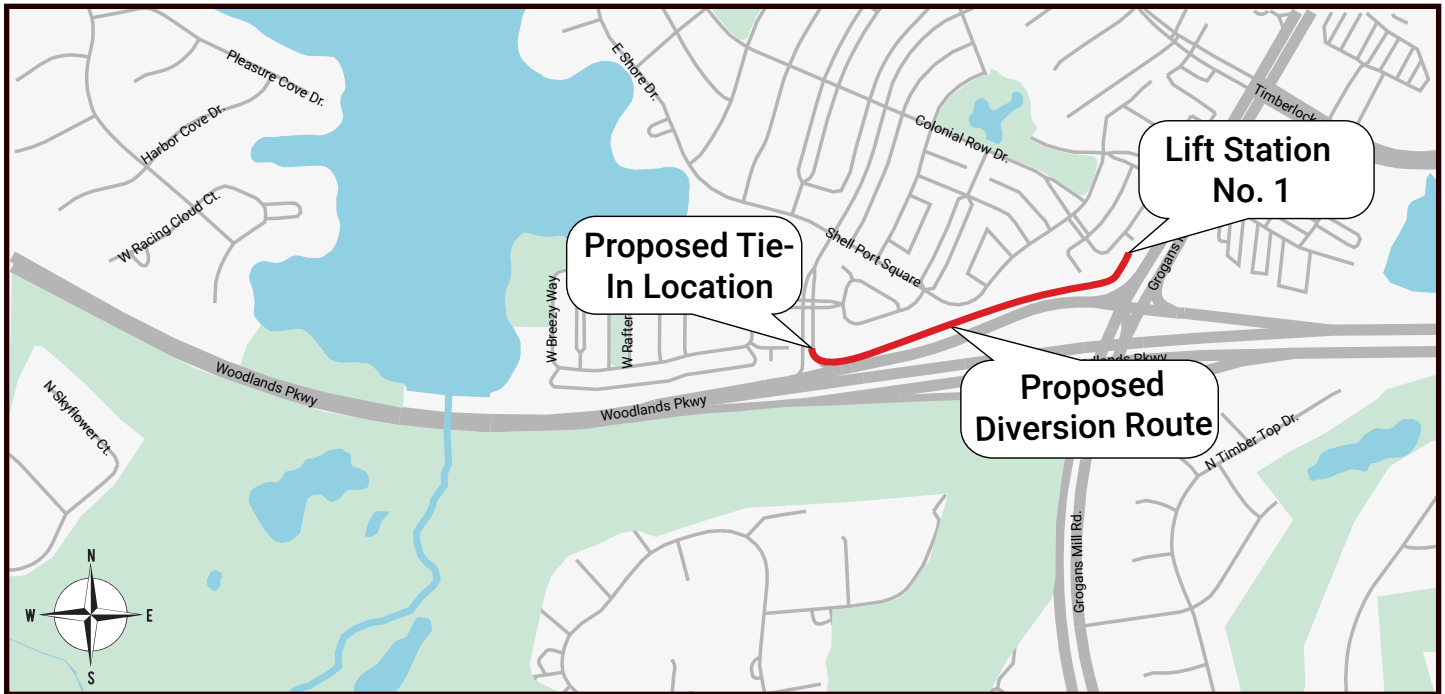 Pleasure Cove Dr.
E Shore Dr.
Timberlock
Harbor Cove Dr.
Colonial Row Dr.
Lift Station
No. 1
W Racing Cloud Ct.
Shell Port Square
Proposed Tie-
In Location
Grogans
W Breezy Way
W Rafter
Woodlands Pkwy
Woodlands Pkwy
dlands Pkwy
Proposed
Diversion Route
N Skyflower Ct.
N Timber Top Dr.
Grogans Mill Rd.
N
W
E
S